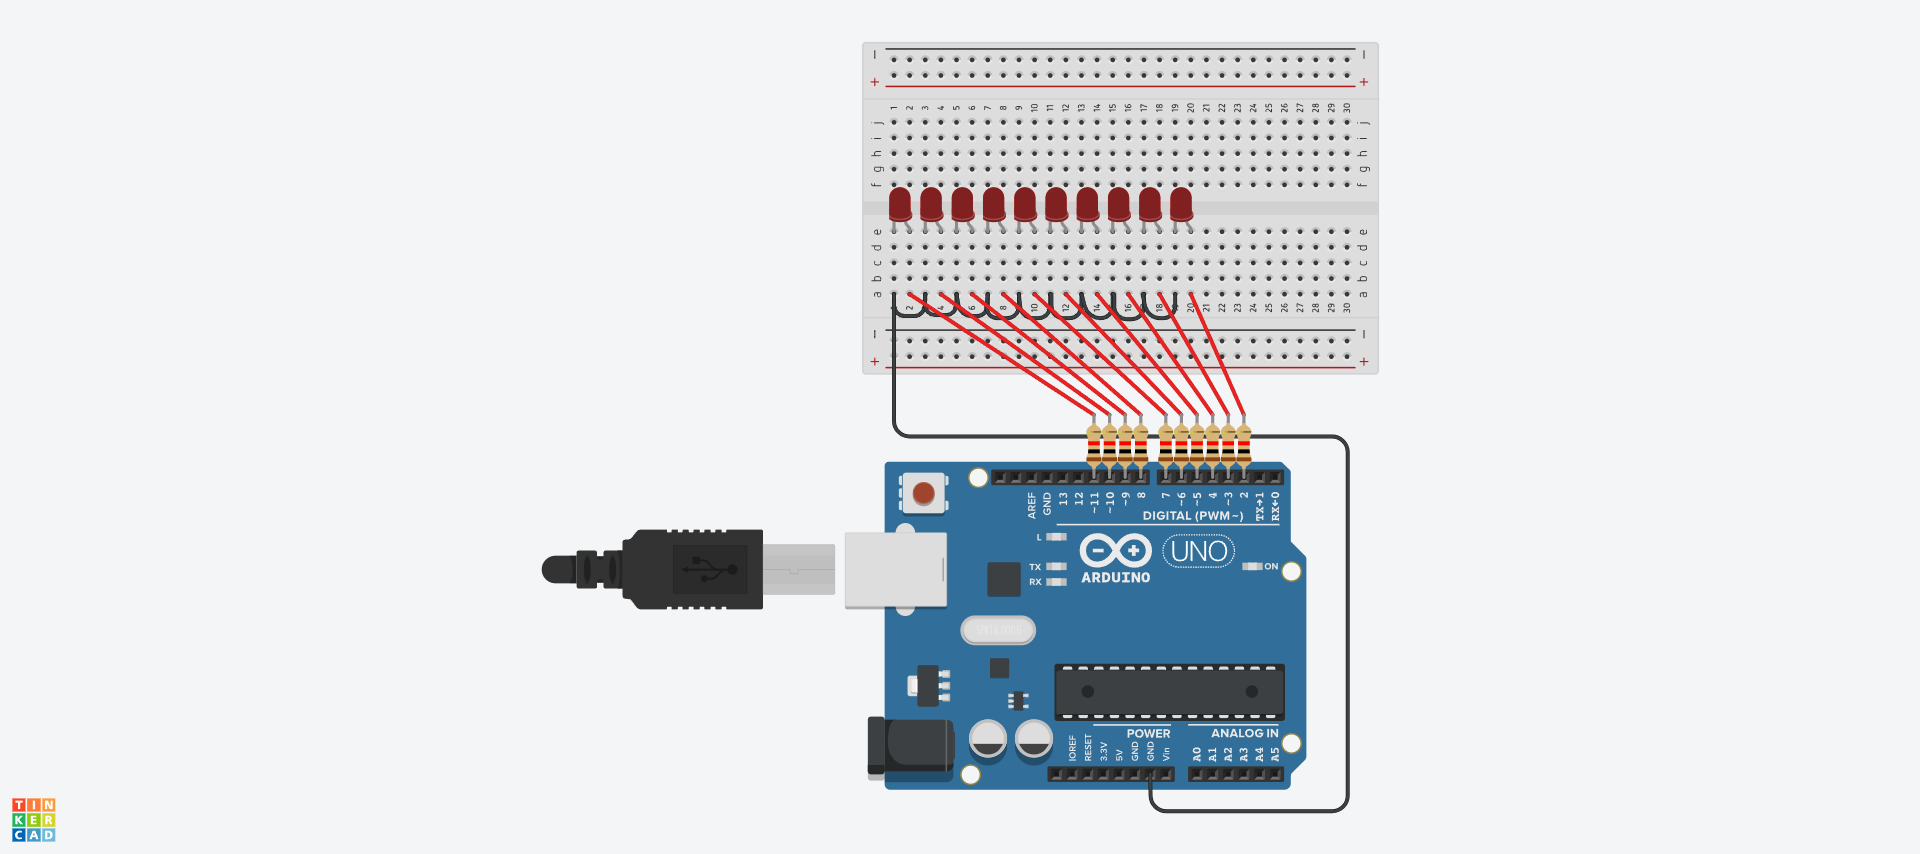 − −
+ +
1 2 3 4 5 6 7 8 9 10 11 12 13 14 15 16 17 18 19 20 21 22 23 24 25 26 27 28 29 30
j j
i i
h h
g g
f f
e e
d d
c c
b b
a a
2 4 6 8 10 12 14 16 18 20 21 22 23 24 25 26 27 28 29 30
− −
+ +
AREF GND 13 12 ~11 ~10 ~9 8 7 ~6 ~5 4 ~3 2 TX→1 RX←0
DIGITAL (PWM~)
L
UNO
TX
RX
ARDUINO
ON
POWER ANALOG IN
IOREF RESET 3.3V 5V GND GND Vin A0 A1 A2 A3 A4 A5
TIN
KER
CAD